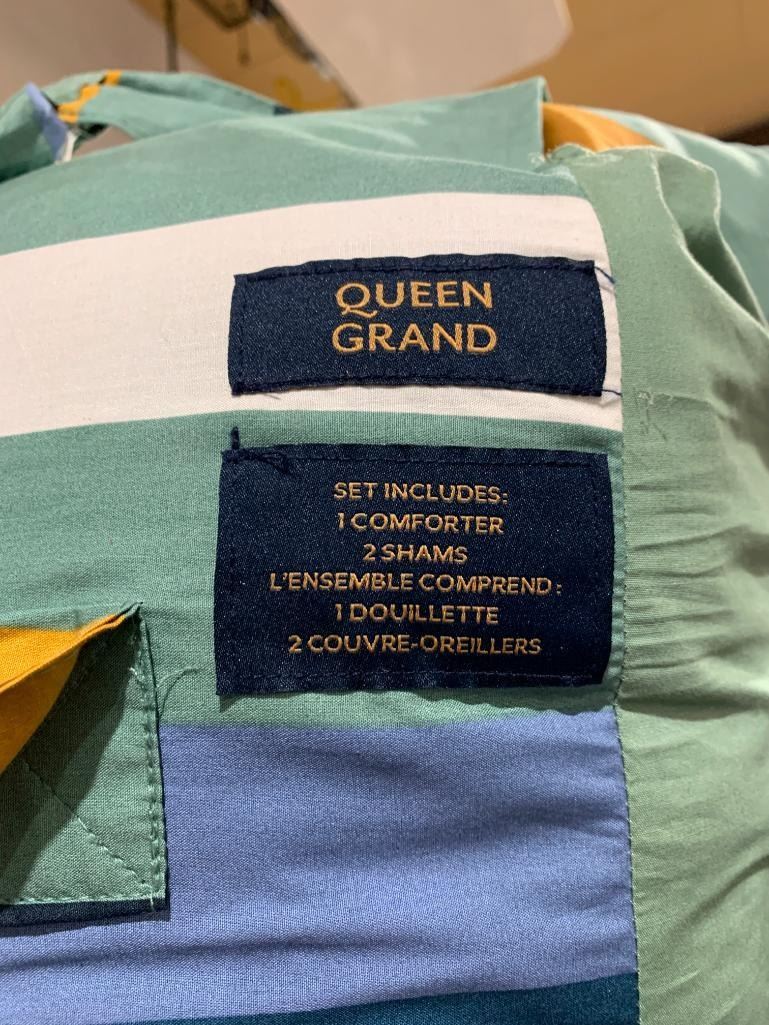 QUEEN
GRAND
SET INCLUDES:
1 COMFORTER
2 SHAMS
L'ENSEMBLE COMPREND:
1 DOUILLETTE
2 COUVRE-OREILLERS